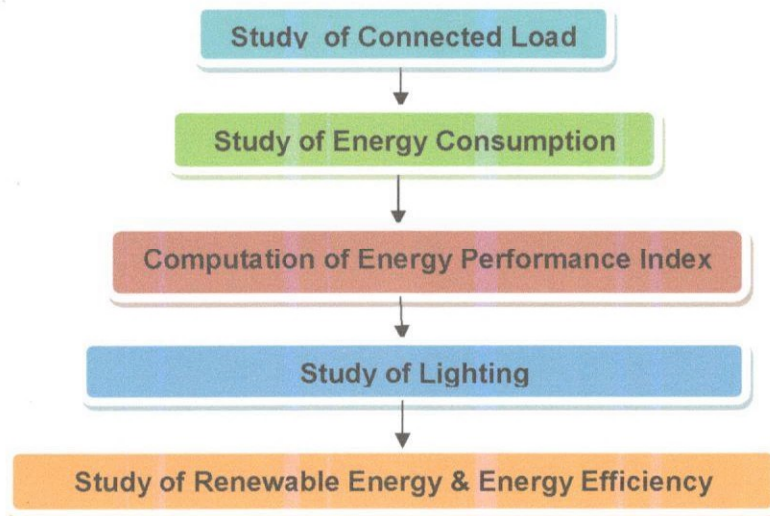 Study of Connected Load
Study of Energy Consumption
Computation of Energy Performance Index
Study of Lighting
Study of Renewable Energy & Energy Efficiency